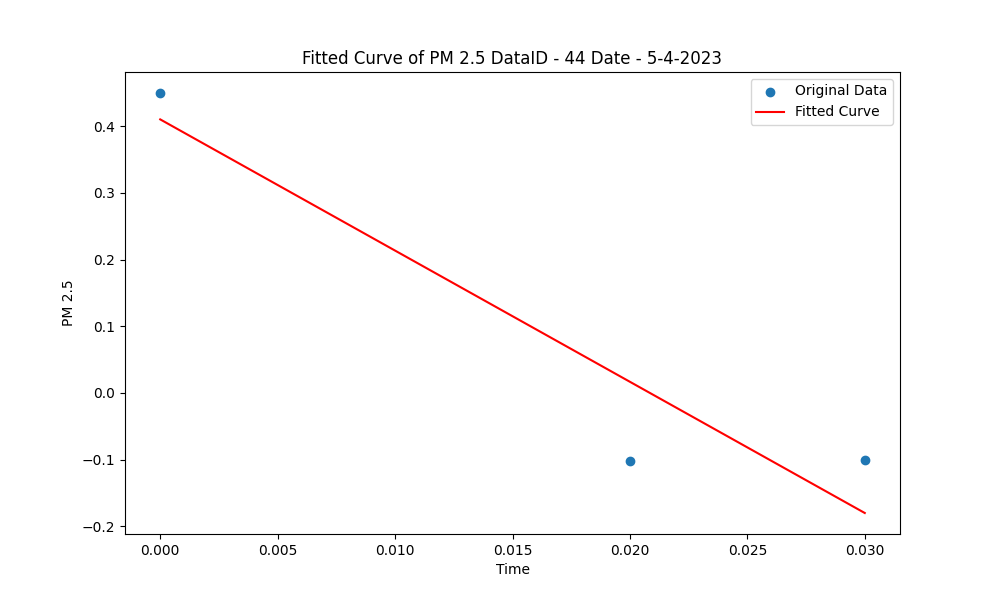 Fitted Curve of PM 2.5 DataID - 44 Date - 5-4-2023
Original Data
Fitted Curve
PM 2.5
0.4
0.3
0.2
0.1
0.0
−0.1
−0.2
0.000 0.005 0.010 0.015 0.020 0.025 0.030
Time